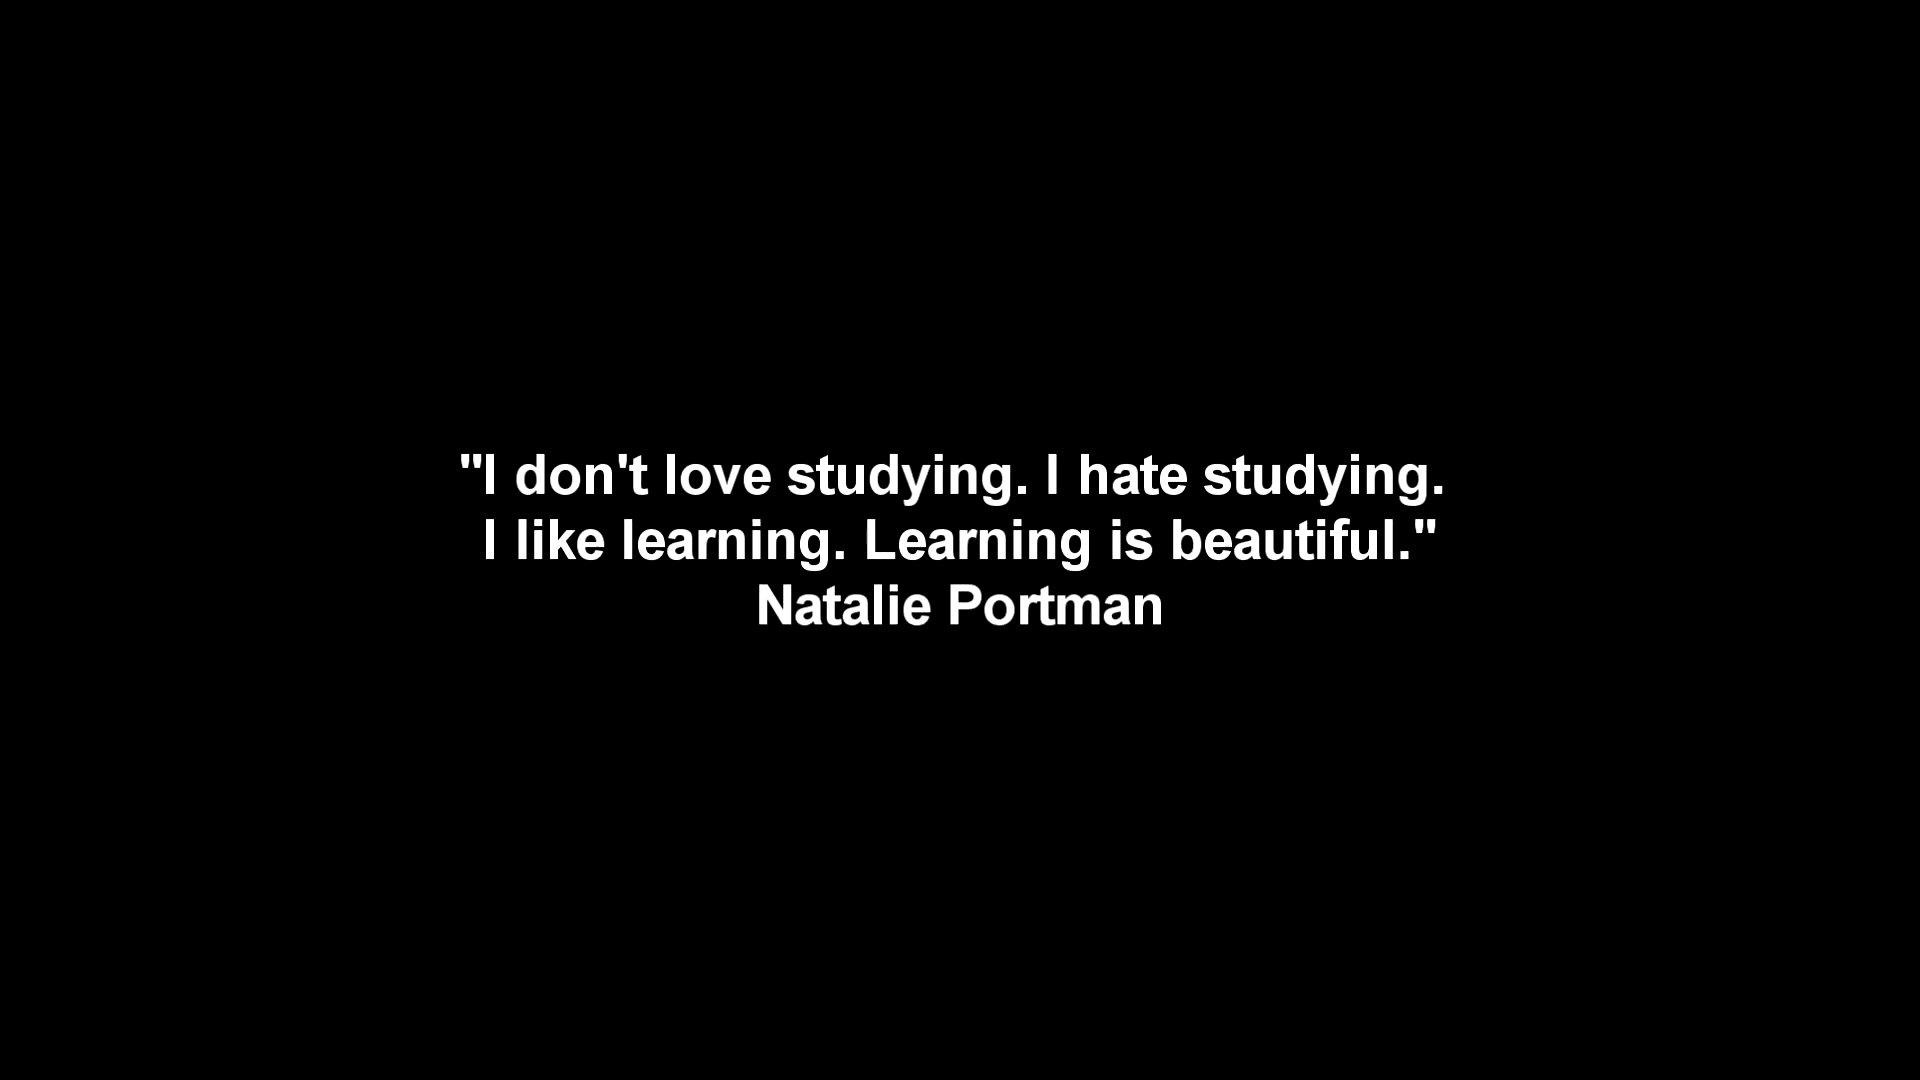 "I don't love studying. I hate studying.
I like learning. Learning is beautiful."
Natalie Portman